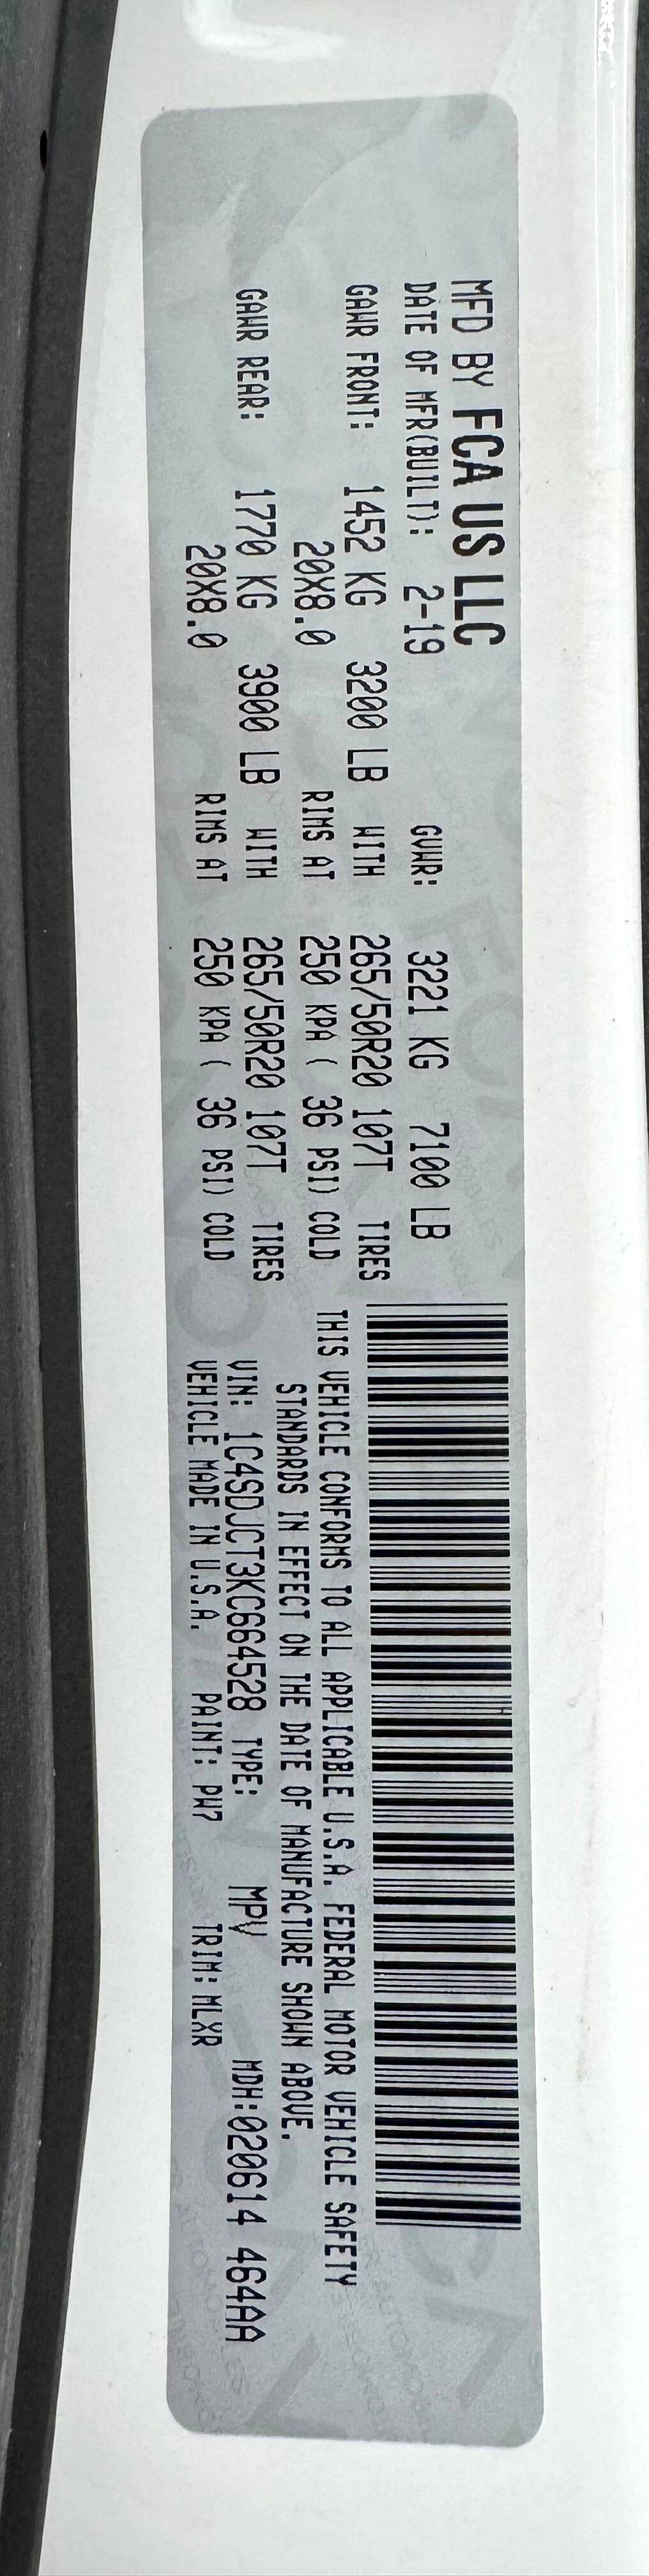 MFD BY FCA US LLC
DATE OF MFR(BUILT): 2-19 GVWR: 3221 KG 7100 LB
GAWR FRONT: 1452 KG 3200 LB WITH 265/50R20 107T TIRES
20X8.0 RIMS AT 250 KPA ( 36 PSI) COLD
GAWR REAR: 1770 KG 3900 LB WITH 265/50R20 107T TIRES
20X8.0 RIMS AT 250 KPA ( 36 PSI) COLD
THIS VEHICLE CONFORMS TO ALL APPLICABLE U.S.A. FEDERAL MOTOR VEHICLE SAFETY
STANDARDS IN EFFECT ON THE DATE OF MANUFACTURE SHOWN ABOVE.
VIN: 1C4SDJCT3KC664528 TYPE: MPV MDH:020614 464AA
VEHICLE MADE IN U.S.A. PAINT: PW7 TRIM: MLXR